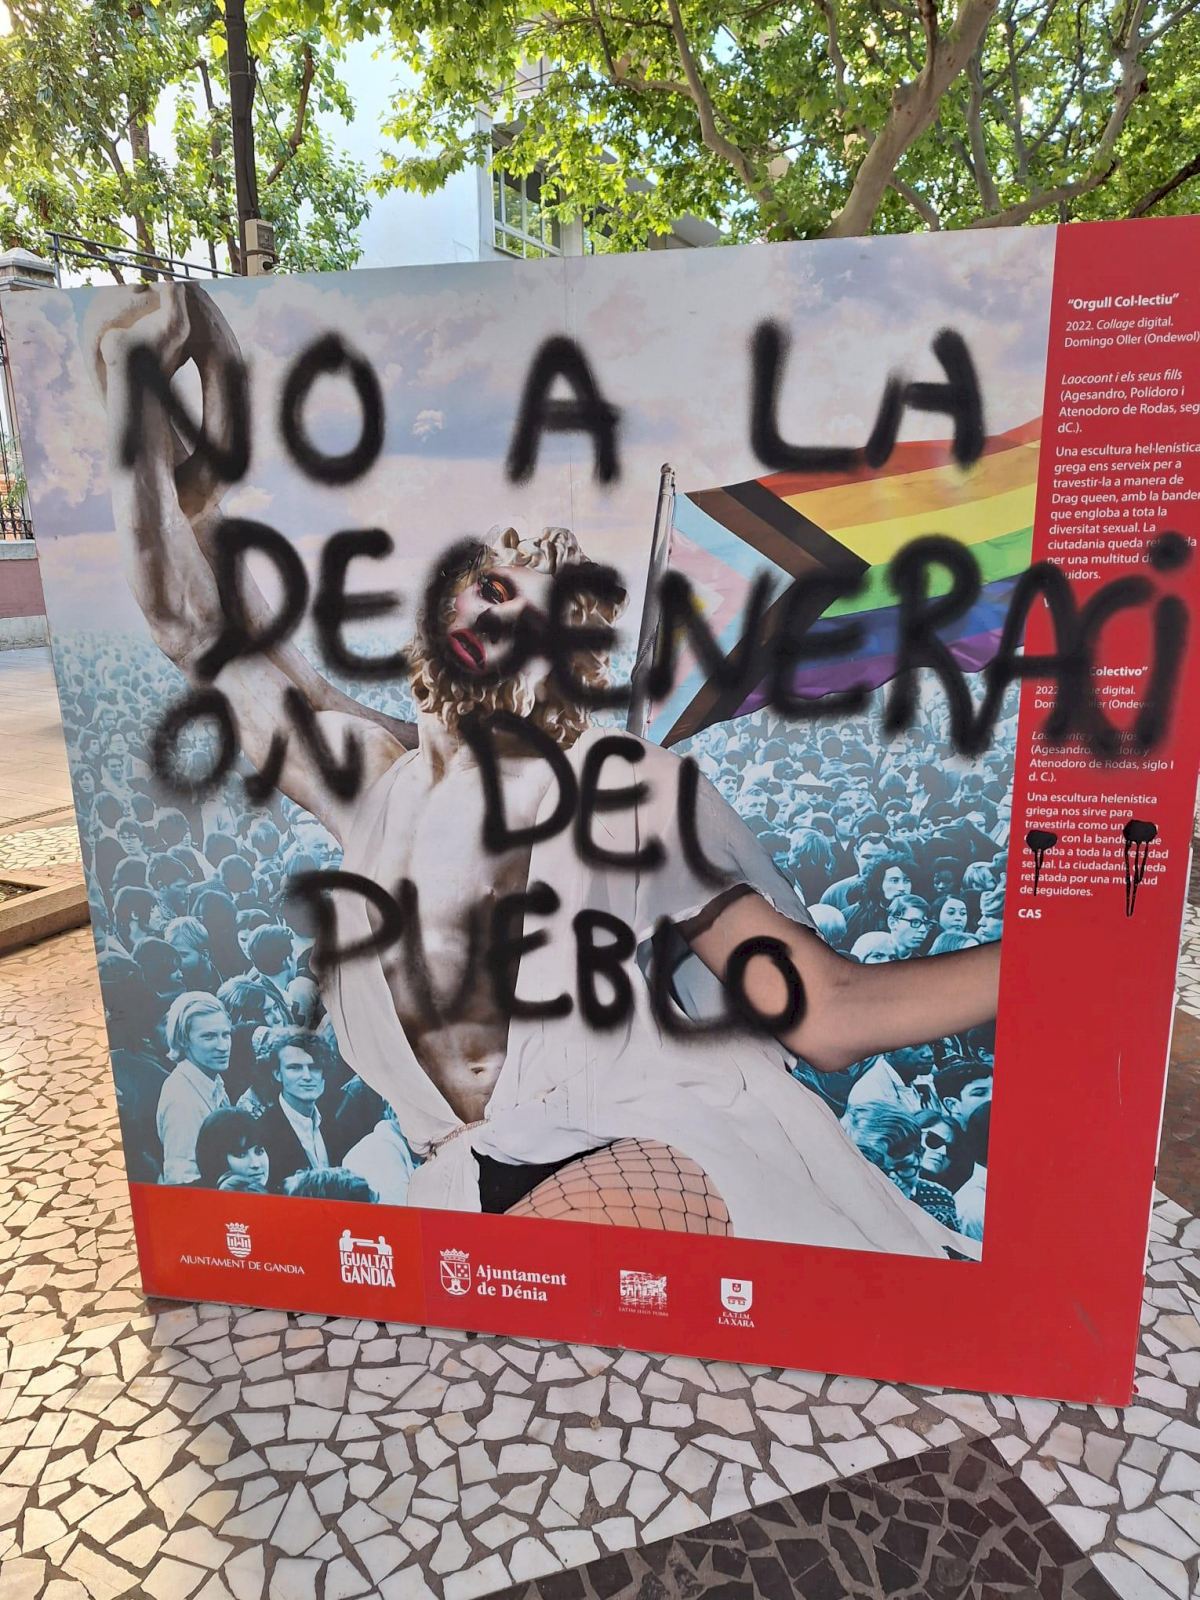 NO A LA
DEGENERACi
ON DEL
PUEBLO
"Orgull Col·lectiu"
2022. Collage digital.
Domingo Oller (Ondewol)
Laocoont i els seus fills
(Agesandro, Polídoro i
Atenodoro de Rodas, seg
dC.).
Una escultura hel·lenística
grega ens serveix per a
travestir-la a manera de
Drag queen, amb la bander
que engloba a tota la
diversitat sexual. La
ciutadania queda
per una multitud
Colectivo"
2022 digital.
(Ondewol
(Agesandro, y
Atenodoro de Rodas, siglo I
d. C.).
Una escultura helenística
griega nos sirve para
travestirla como un
con la
a toda la diversidad
sexual. La ciudadanía queda
retratada por una multitud
de seguidores.
CAS
AJUNTAMENT DE GANDIA
IGUALTAT
GANDIA
Ajuntament
de Dénia
E.A.T.I.M.
LA XARA